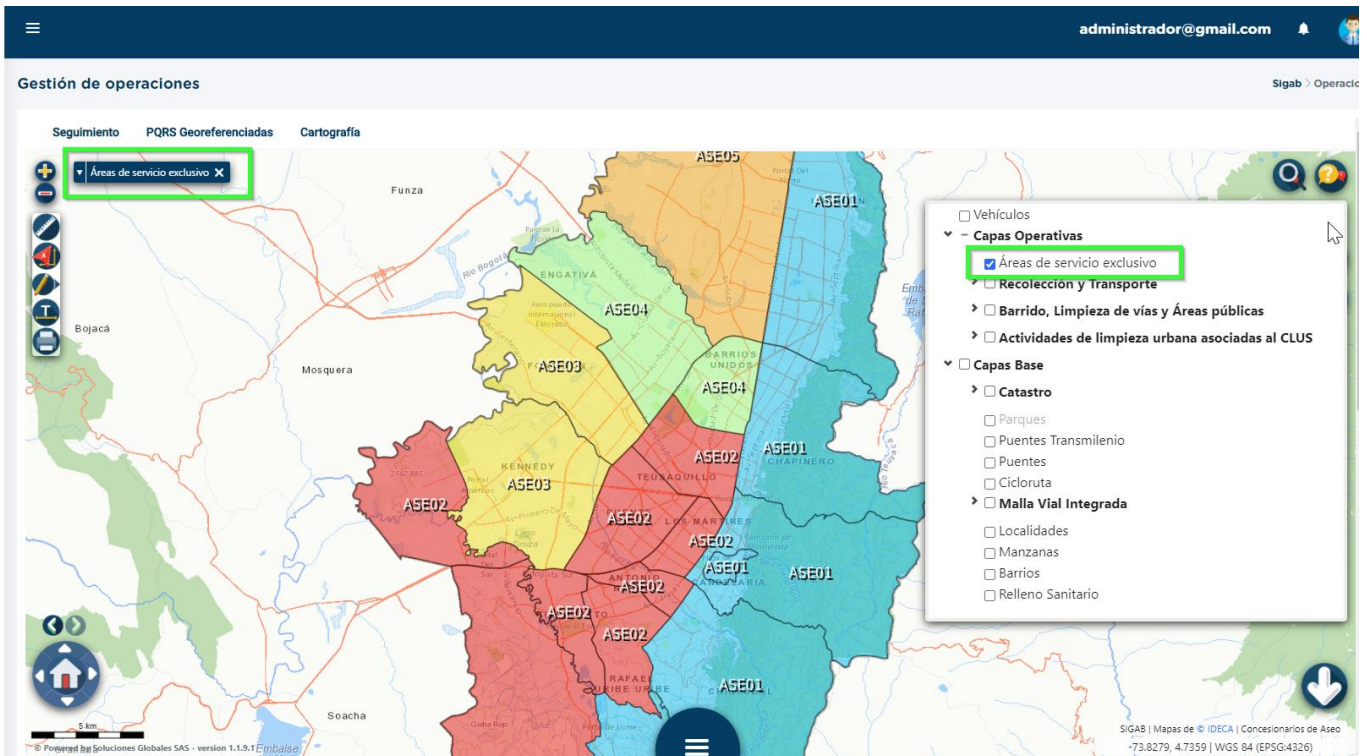 administrador@gmail.com
Gestión de operaciones
Sigab > Operacio
Seguimiento PQRS Georeferenciadas Cartografía
Áreas de servicio exclusivo X
Funza
Bojacá
Mosquera
Soacha
Río Bogotá
ENGATIVÁ
BARRIOS
UNIDOS
KENNEDY
TEUSAQUILLO
CHAPINERO
LOS MARTIRES
ANTONIO
RAFAEL
URIBE URIBE
ASE05
ASE01
ASE04
ASE03
ASE04
ASE02
ASE01
ASE03
ASE02
ASE02
ASE02
ASE01
ASE01
ASE02
ASE02
ASE02
ASE01
Vehículos
Capas Operativas
Áreas de servicio exclusivo
Recolección y Transporte
Barrido, Limpieza de vías y Áreas públicas
Actividades de limpieza urbana asociadas al CLUS
Capas Base
Catastro
Parques
Puentes Transmilenio
Puentes
Cicloruta
Malla Vial Integrada
Localidades
Manzanas
Barrios
Relleno Sanitario
5 km
© Powered by Soluciones Globales SAS - version 1.1.9.1
Embalse
SIGAB | Mapas de © IDECA | Concesionarios de Aseo
-73.8279, 4.7359 | WGS 84 (EPSG:4326)